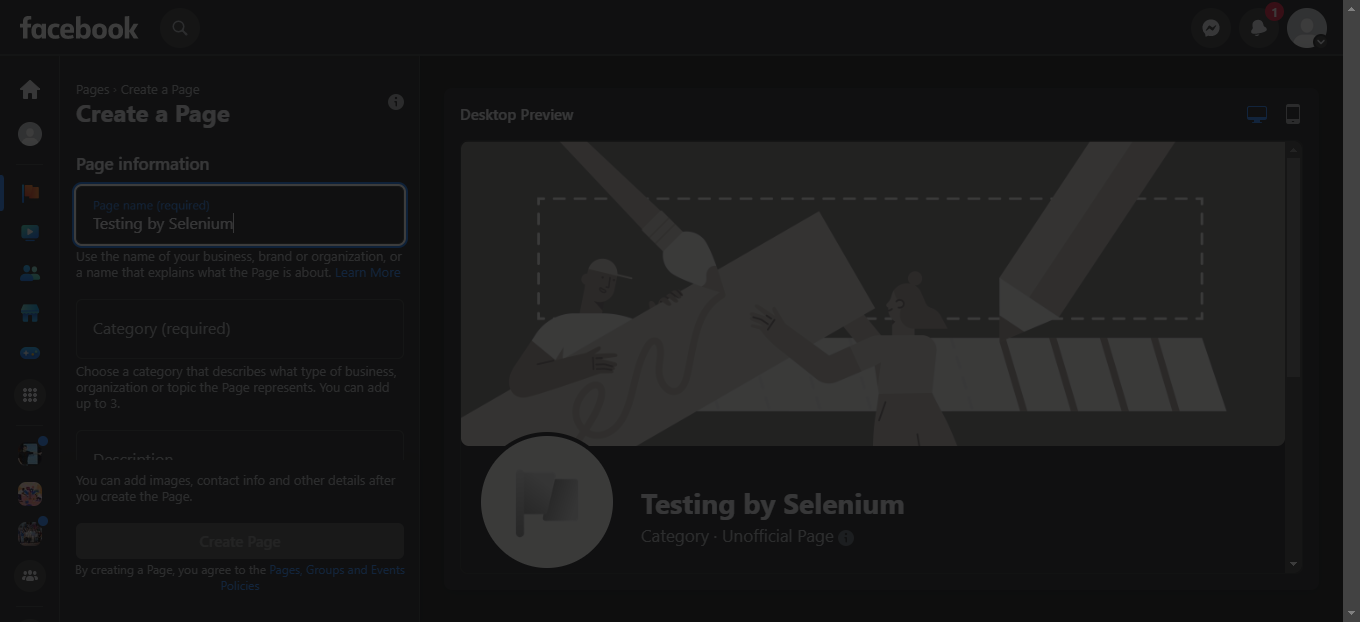 facebook
1
Pages › Create a Page
Create a Page
Page information
Page name (required)
Testing by Selenium
Use the name of your business, brand or organization, or
a name that explains what the Page is about. Learn More
Category (required)
Choose a category that describes what type of business,
organization or topic the Page represents. You can add
up to 3.
Description
You can add images, contact info and other details after
you create the Page.
Create Page
By creating a Page, you agree to the Pages, Groups and Events
Policies
Desktop Preview
Testing by Selenium
Category · Unofficial Page